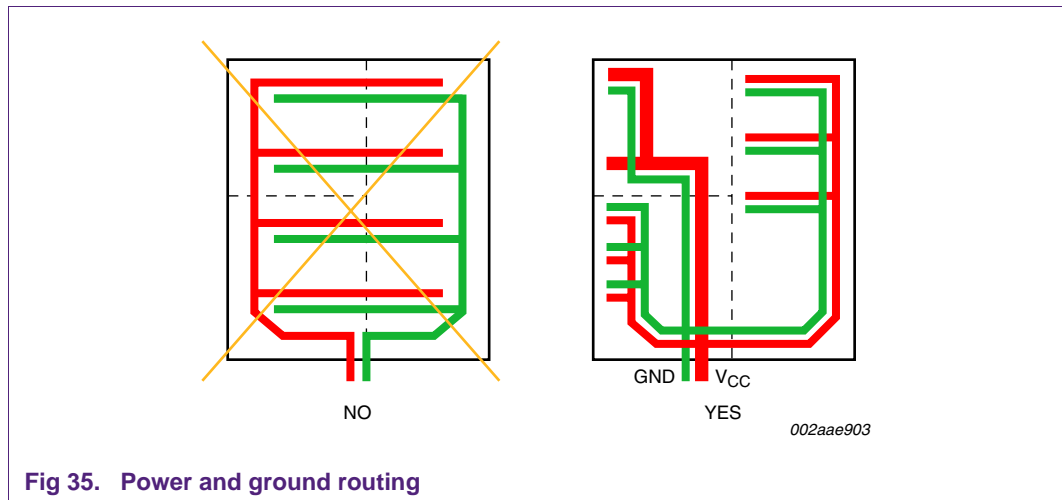 GND VCC
NO YES
002aae903
Fig 35. Power and ground routing